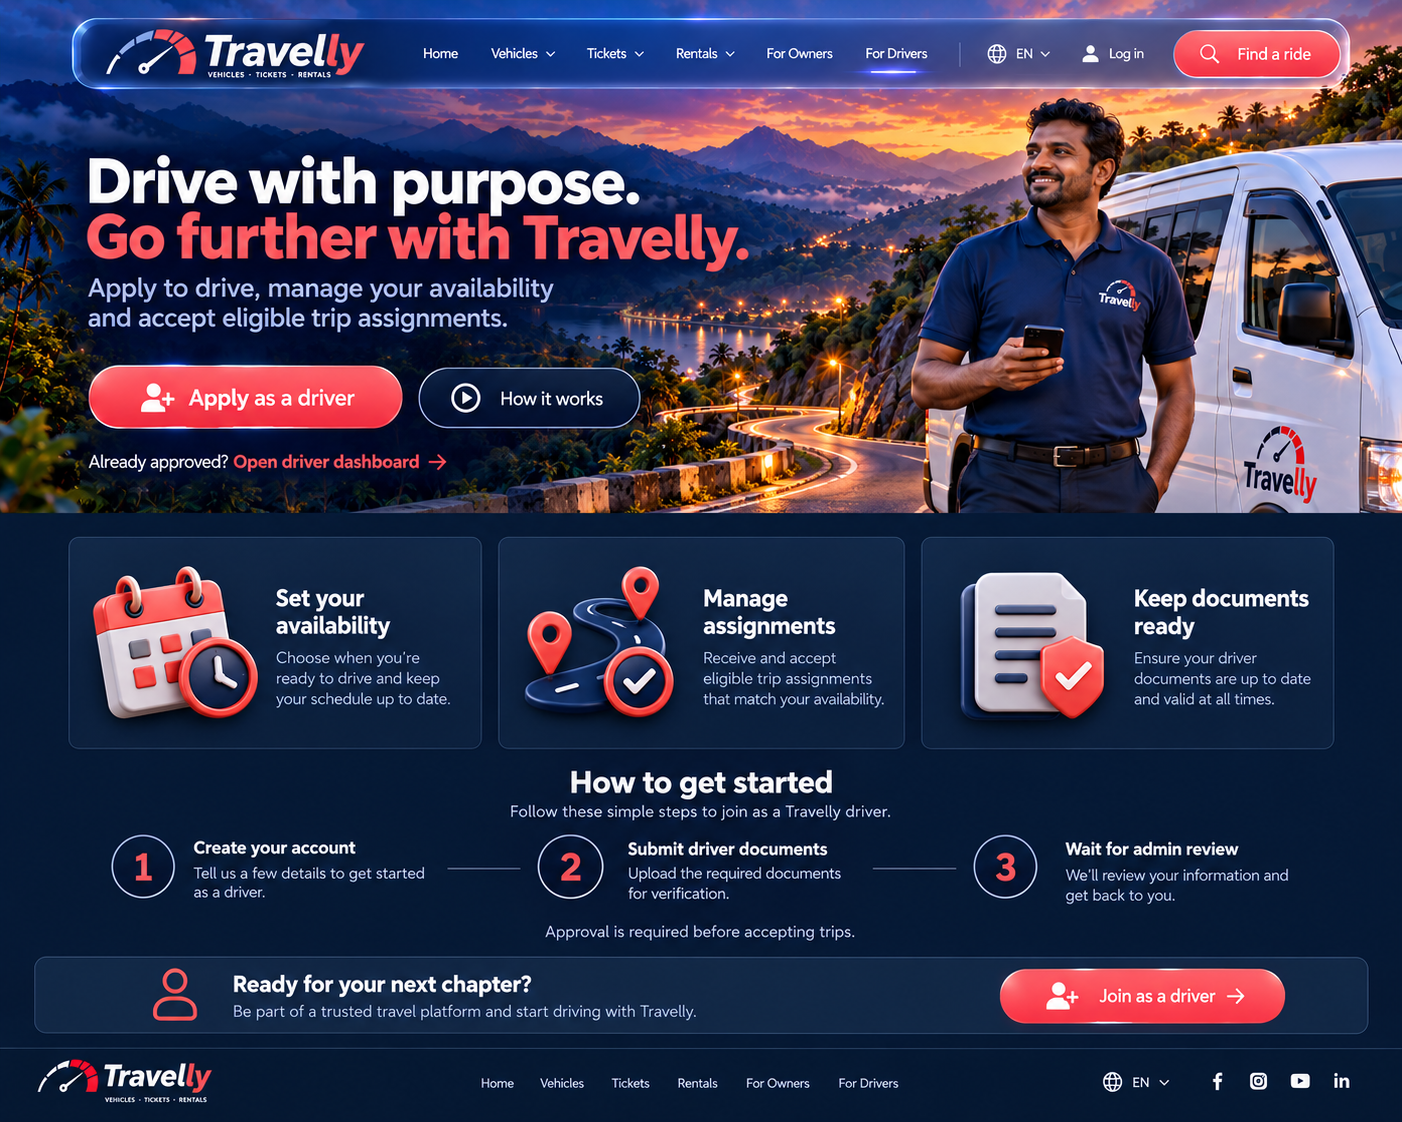 Travelly
VEHICLES • TICKETS • RENTALS
Home
Vehicles
Tickets
Rentals
For Owners
For Drivers
EN
Log in
Find a ride
Drive with purpose.
Go further with Travelly.
Apply to drive, manage your availability
and accept eligible trip assignments.
Apply as a driver
How it works
Already approved? Open driver dashboard →
Travelly
Travelly
Set your
availability
Choose when you're
ready to drive and keep
your schedule up to date.
Manage
assignments
Receive and accept
eligible trip assignments
that match your availability.
Keep documents
ready
Ensure your driver
documents are up to date
and valid at all times.
How to get started
Follow these simple steps to join as a Travelly driver.
1
Create your account
Tell us a few details to get started
as a driver.
2
Submit driver documents
Upload the required documents
for verification.
3
Wait for admin review
We'll review your information and
get back to you.
Approval is required before accepting trips.
Ready for your next chapter?
Be part of a trusted travel platform and start driving with Travelly.
Join as a driver →
Travelly
VEHICLES • TICKETS • RENTALS
Home
Vehicles
Tickets
Rentals
For Owners
For Drivers
EN